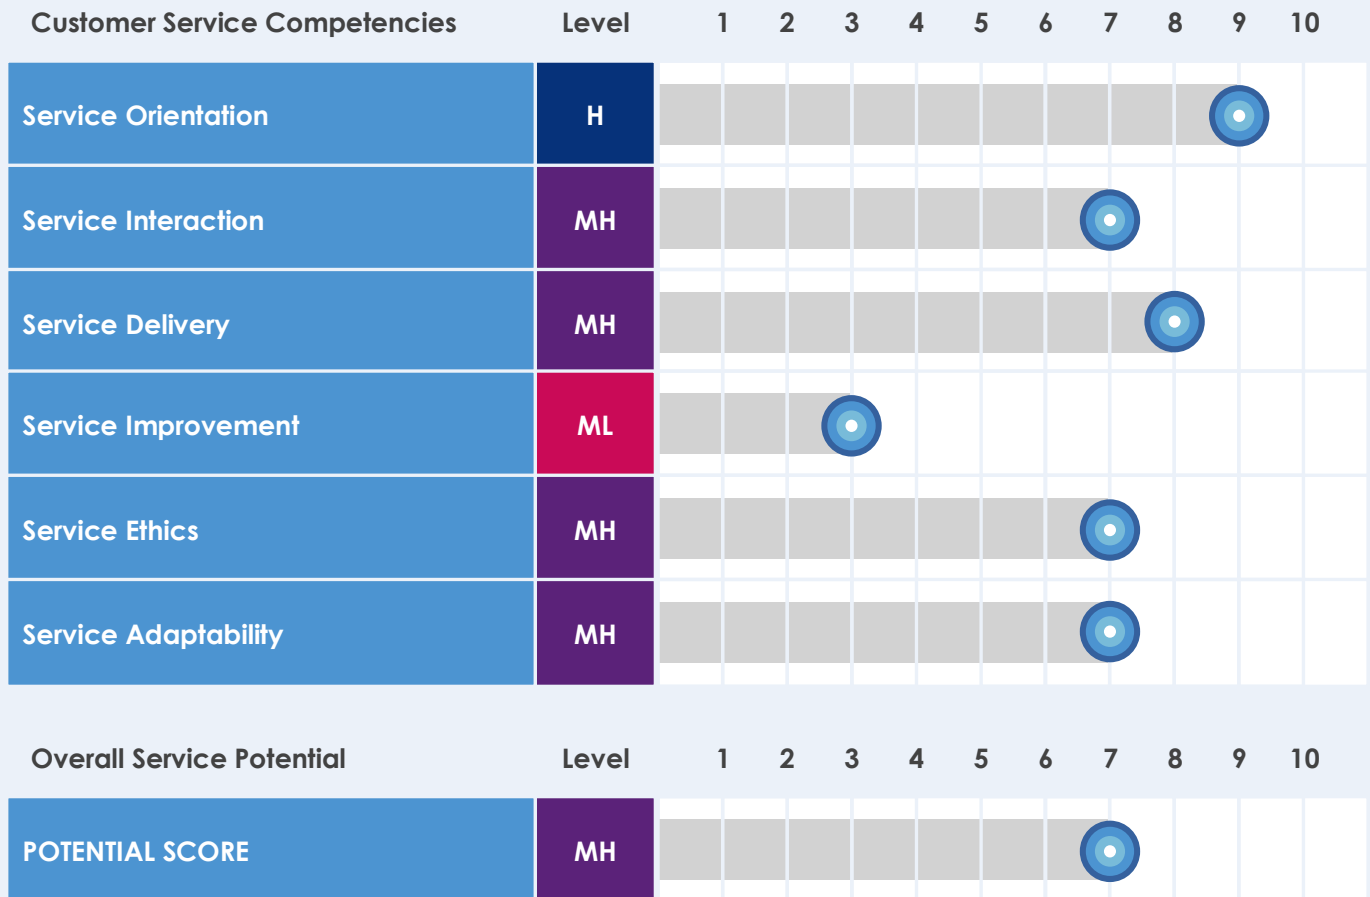 Customer Service Competencies Level 1 2 3 4 5 6 7 8 9 10
Service Orientation H
Service Interaction MH
Service Delivery MH
Service Improvement ML
Service Ethics MH
Service Adaptability MH
Overall Service Potential Level 1 2 3 4 5 6 7 8 9 10
POTENTIAL SCORE MH